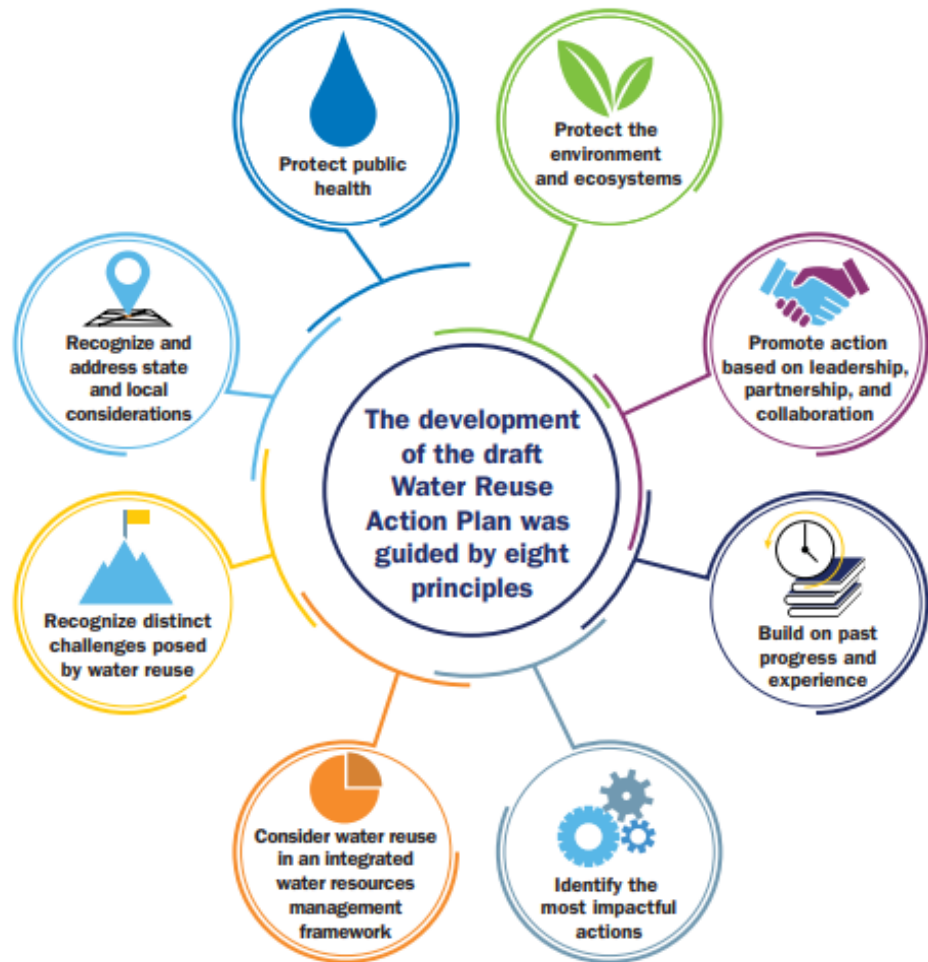 Protect public
health
Protect the
environment
and ecosystems
Promote action
based on leadership,
partnership, and
collaboration
Build on past
progress and
experience
Identify the
most impactful
actions
Consider water reuse
in an integrated
water resources
management
framework
Recognize distinct
challenges posed
by water reuse
Recognize and
address state
and local
considerations
The development
of the draft
Water Reuse
Action Plan was
guided by eight
principles